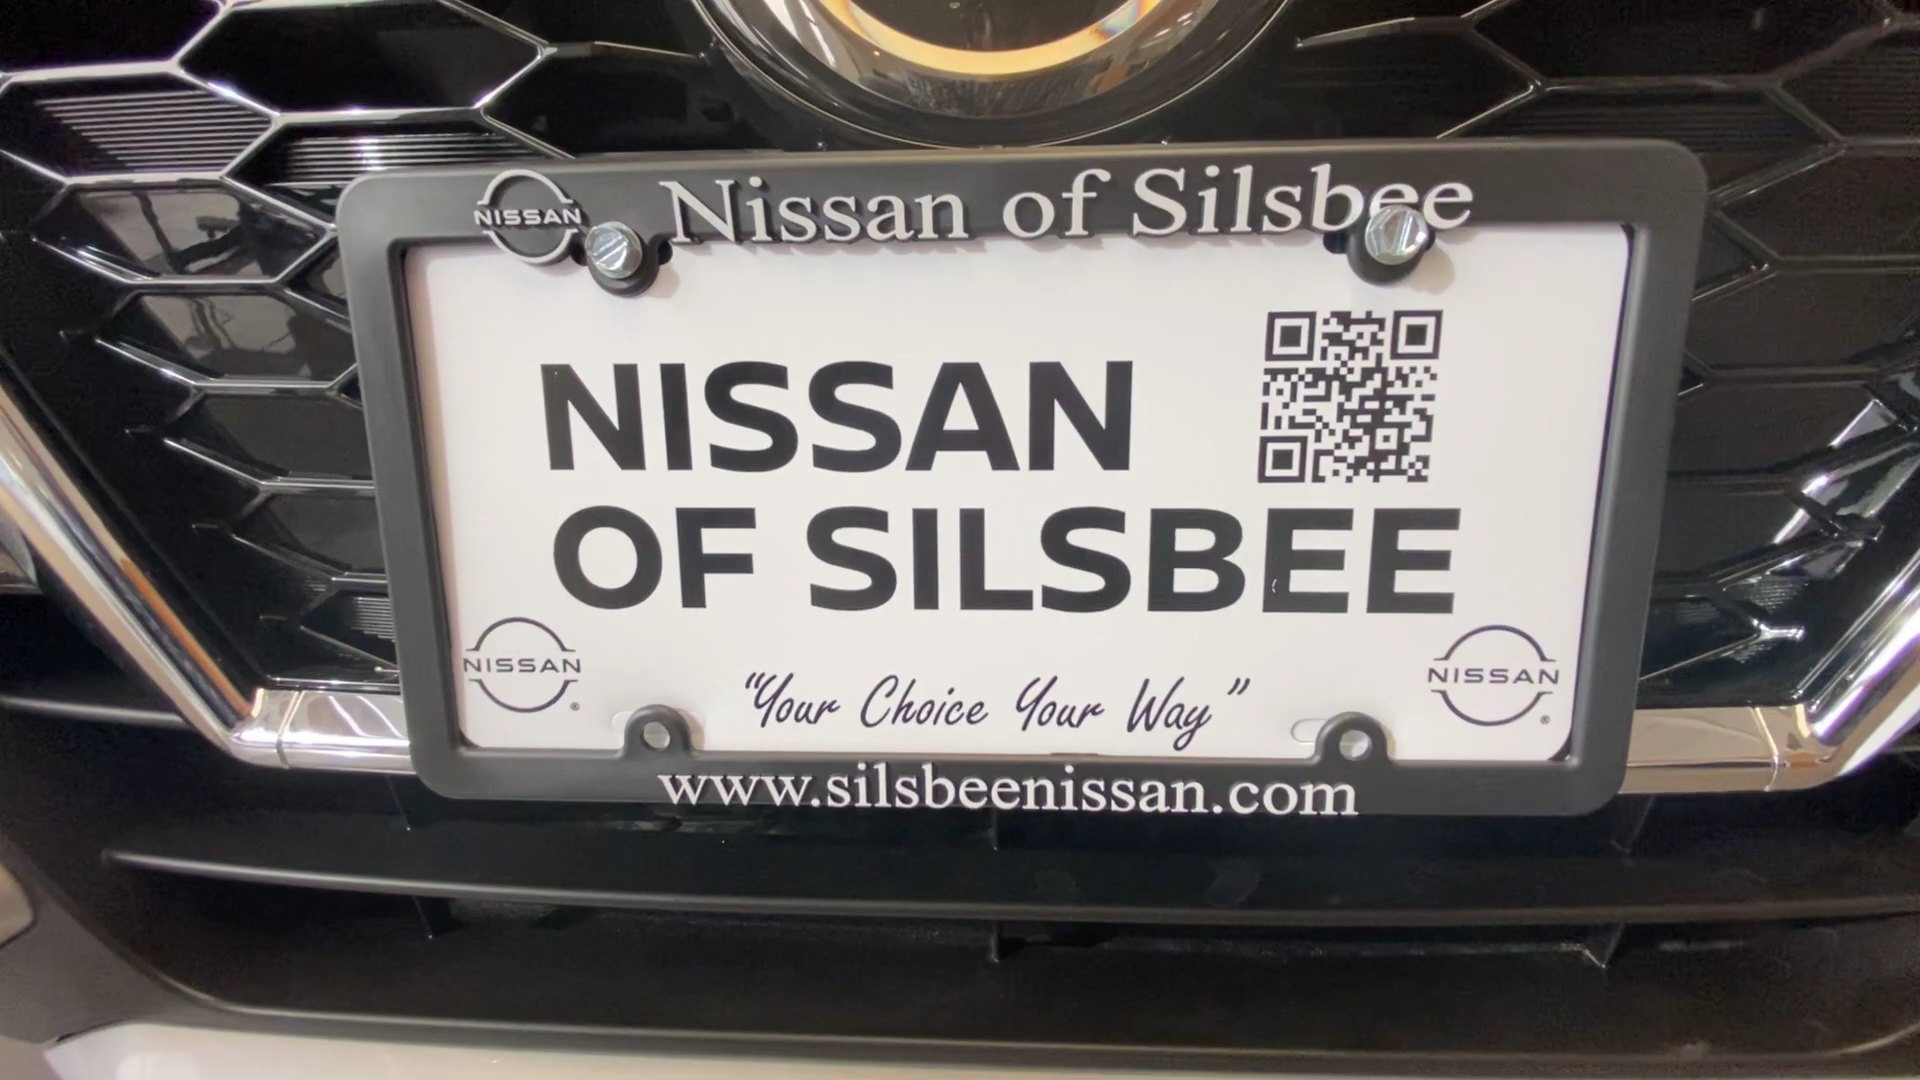 NISSAN
Nissan of Silsbee
NISSAN
OF SILSBEE
NISSAN ®
"Your Choice Your Way"
NISSAN ®
www.silsbeenissan.com